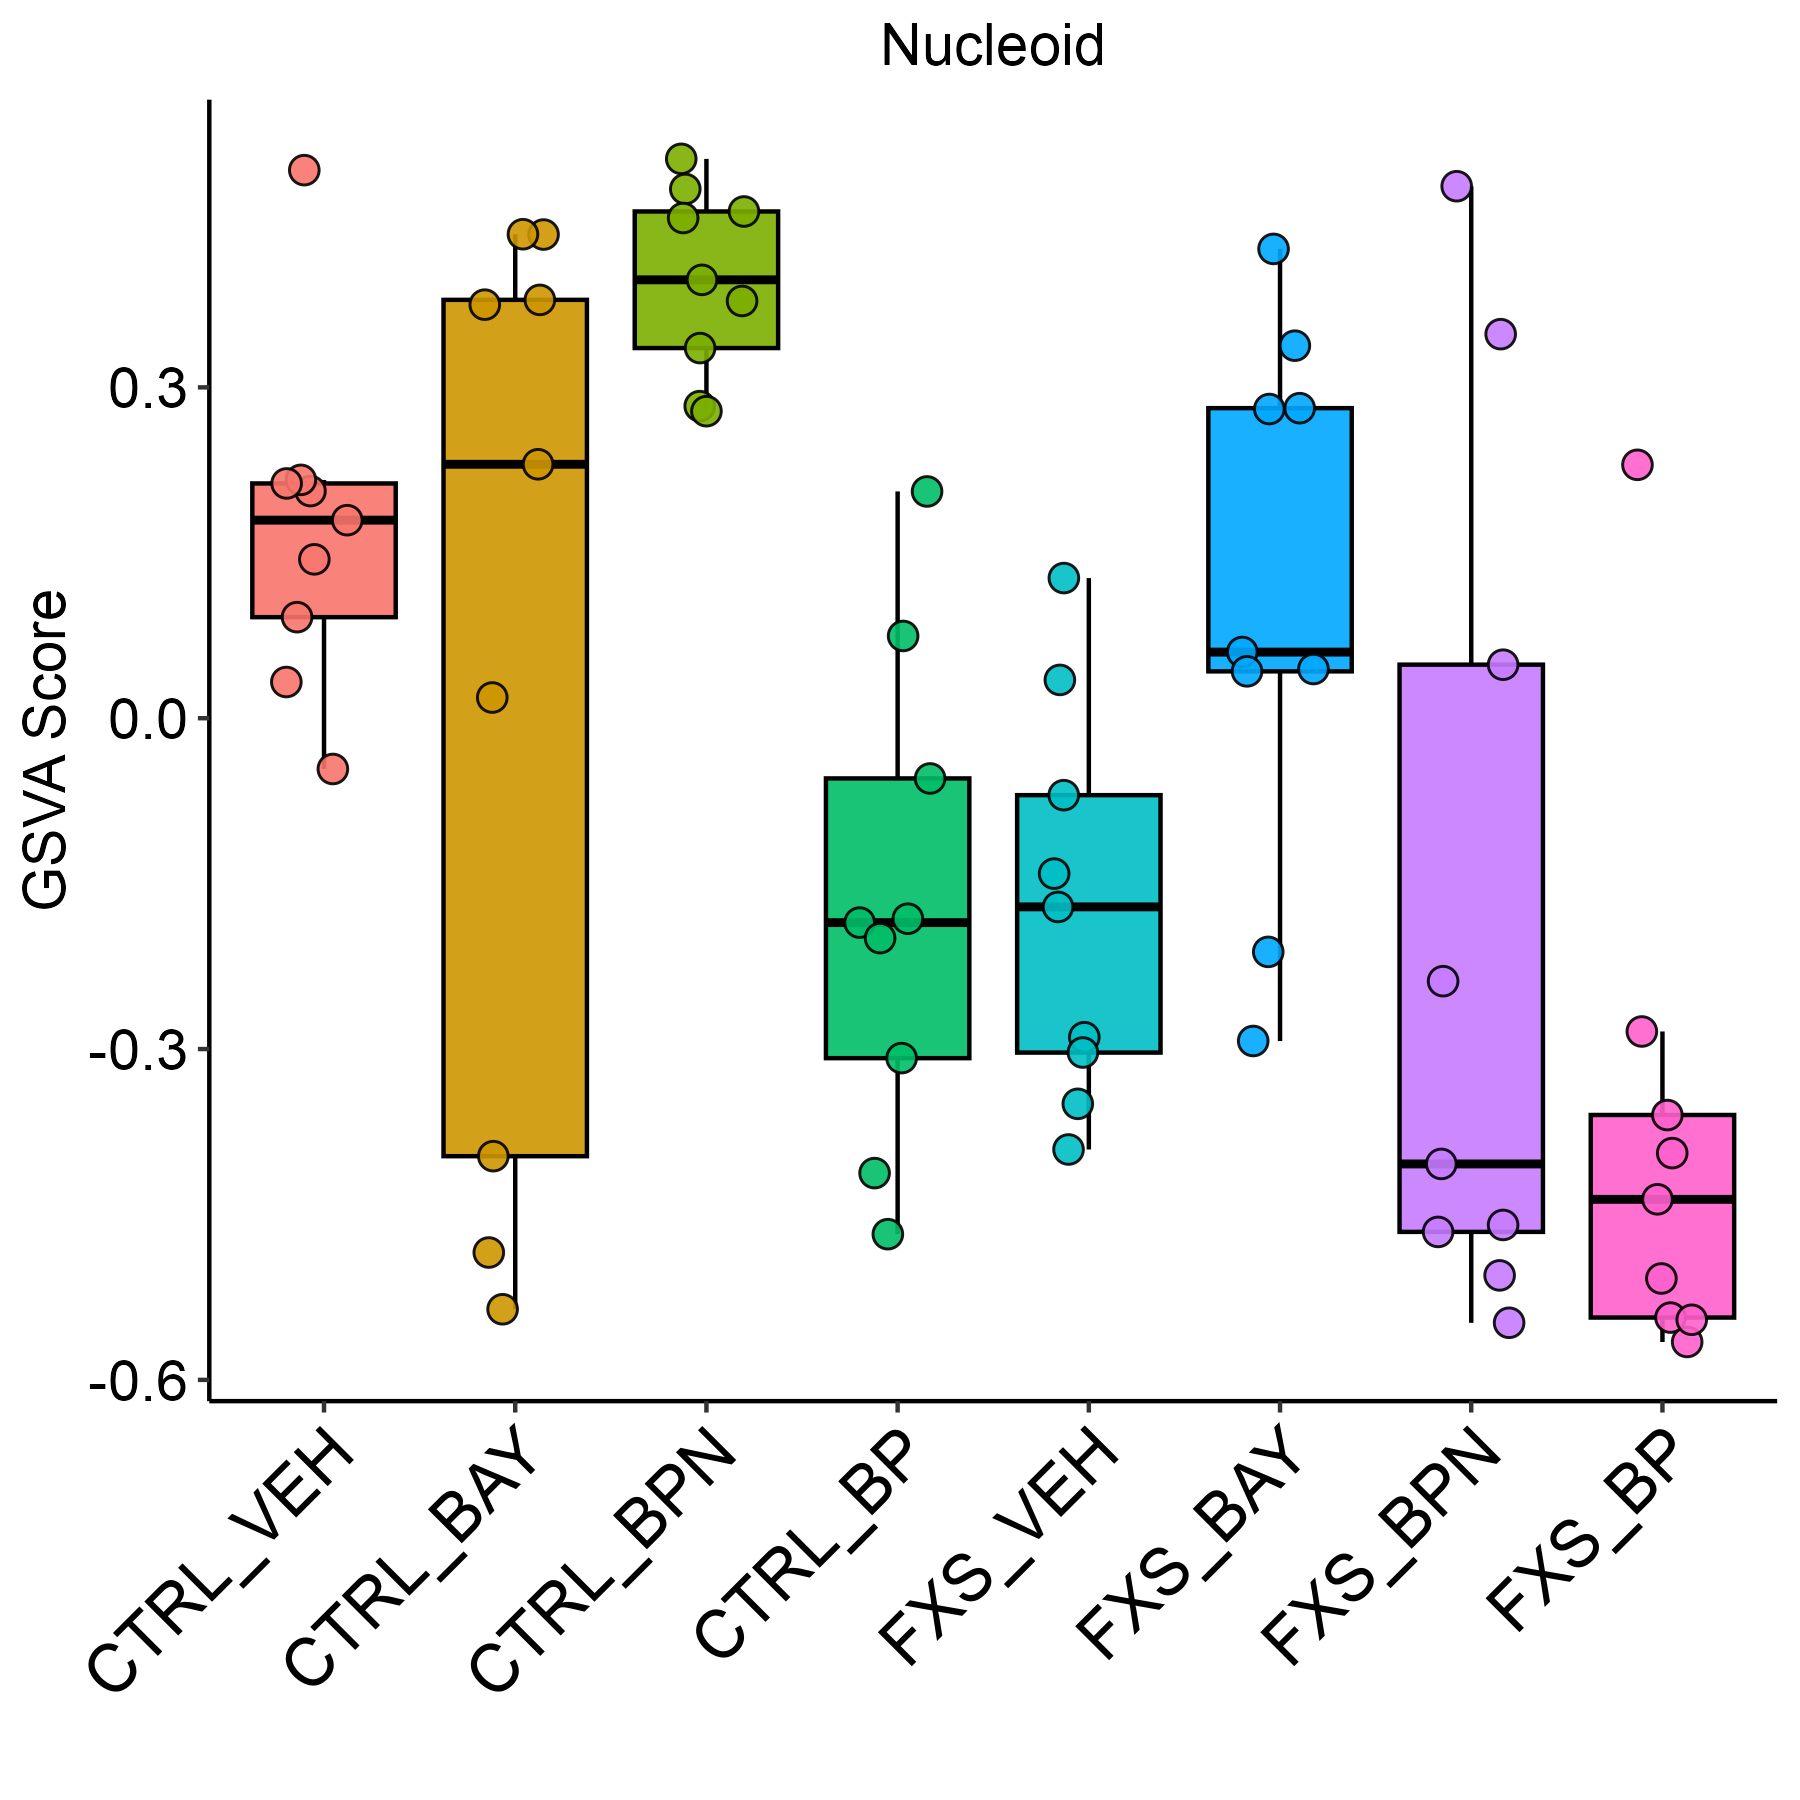 Nucleoid
GSVA Score
0.3
0.0
-0.3
-0.6
CTRL_VEH
CTRL_BAY
CTRL_BPN
CTRL_BP
FXS_VEH
FXS_BAY
FXS_BPN
FXS_BP